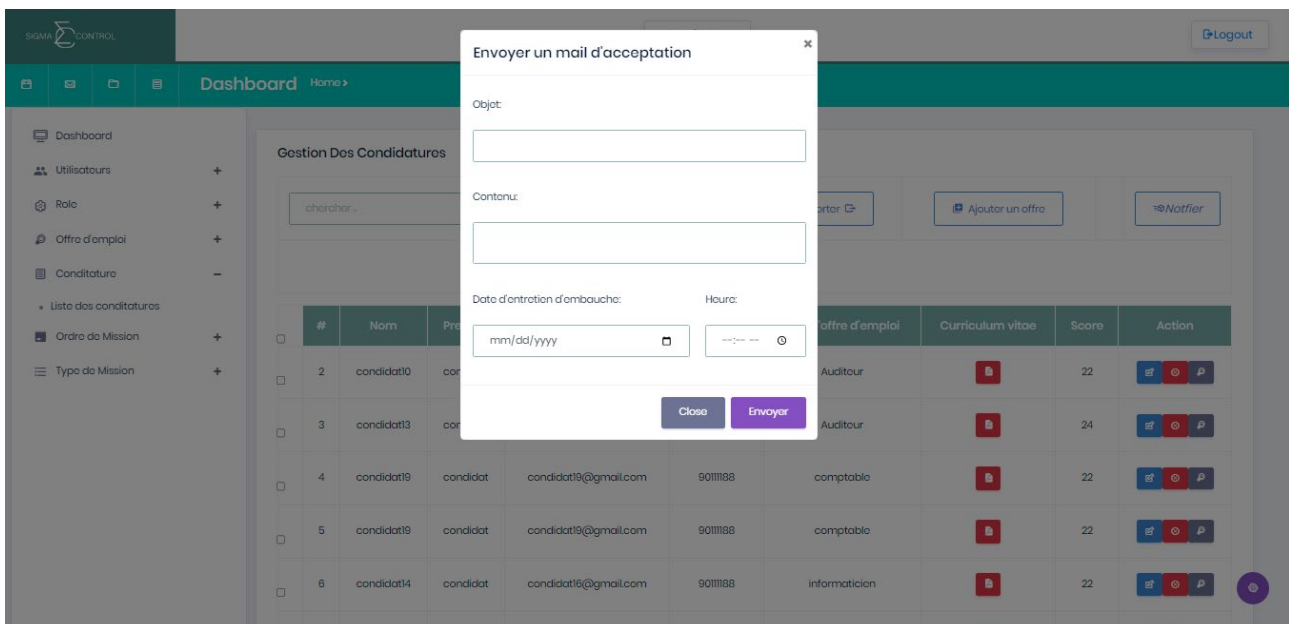 SIGMA CONTROL
Logout
Dashboard Home >
Dashboard
Utilisateurs +
Role +
Offre d'emploi +
Conditature −
Liste des conditatures
Ordre de Mission +
Type de Mission +
Gestion Des Condidatures
chercher..
Ajouter un offre
Notfier
Envoyer un mail d'acceptation ×
Objet:
Contenu:
Date d'entretien d'embauche: Heure:
mm/dd/yyyy --:-- --
Close Envoyer
# Nom Pre offre d'emploi Curriculum vitae Score Action
2 condidat10 Auditeur 22
3 condidat13 Auditeur 24
4 condidat19 condidat condidat19@gmail.com 90111188 comptable 22
5 condidat19 condidat condidat19@gmail.com 90111188 comptable 22
6 condidat14 condidat condidat16@gmail.com 90111188 informaticien 22